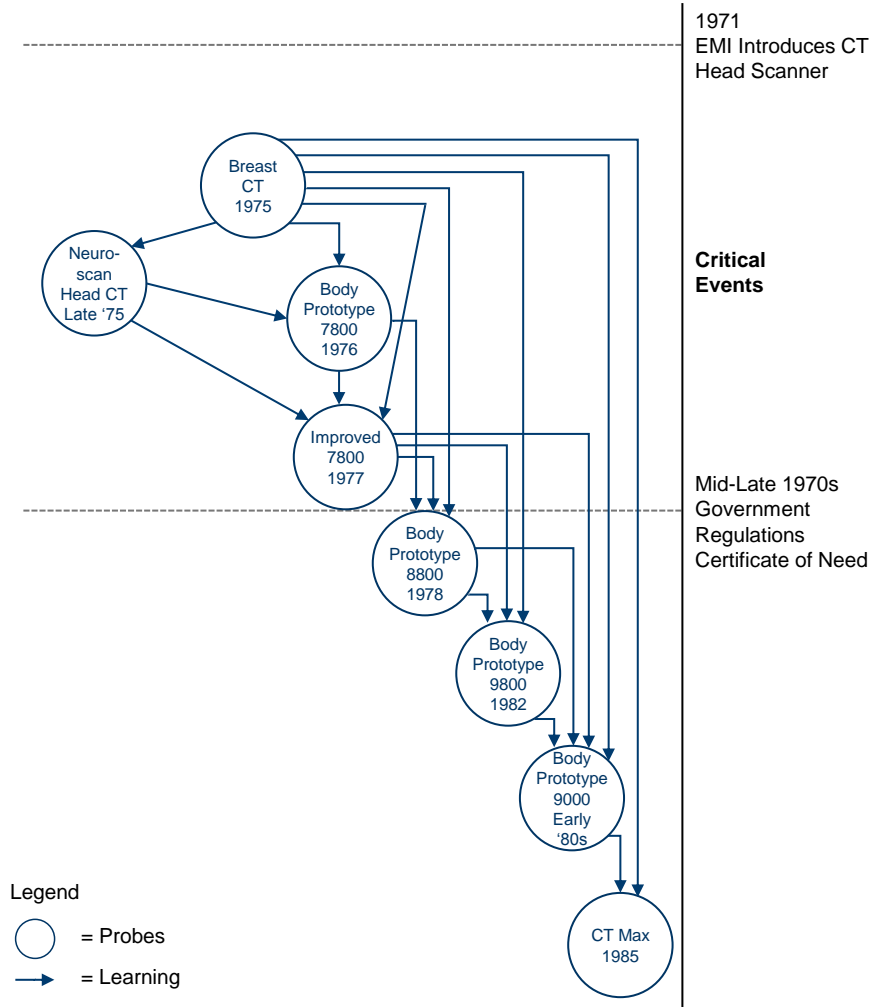 1971
EMI Introduces CT
Head Scanner
Breast
CT
1975
Neuro-
scan
Head CT
Late ‘75
Critical
Events
Body
Prototype
7800
1976
Improved
7800
1977
Mid-Late 1970s
Government
Regulations
Certificate of Need
Body
Prototype
8800
1978
Body
Prototype
9800
1982
Body
Prototype
9000
Early
‘80s
Legend
= Probes
= Learning
CT Max
1985